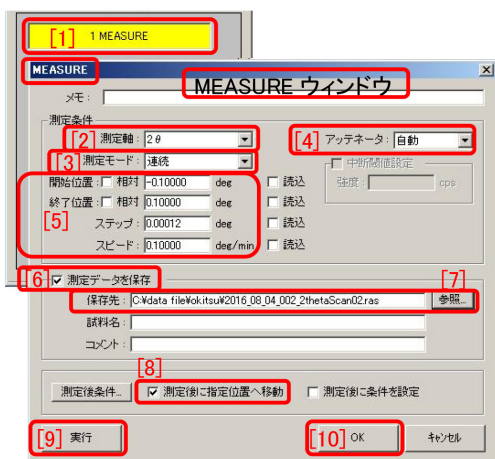 [1] 1 MEASURE
MEASURE
MEASURE ウィンドウ
メモ:
測定条件
[2] 測定軸: 2θ
[4] アッテネータ: 自動
[3] 測定モード: 連続
中断閾値設定
開始位置: 相対 -0.10000 deg 読込
強度: cps
終了位置: 相対 0.10000 deg 読込
[5] ステップ: 0.00012 deg 読込
スピード: 0.10000 deg/min 読込
[6] 測定データを保存
[7]
保存先: C:¥data file¥okitsu¥2016_08_04_002_2thetaScan02.ras 参照...
試料名:
コメント:
[8]
測定後条件... 測定後に指定位置へ移動 測定後に条件を設定
[9] 実行 [10] OK キャンセル